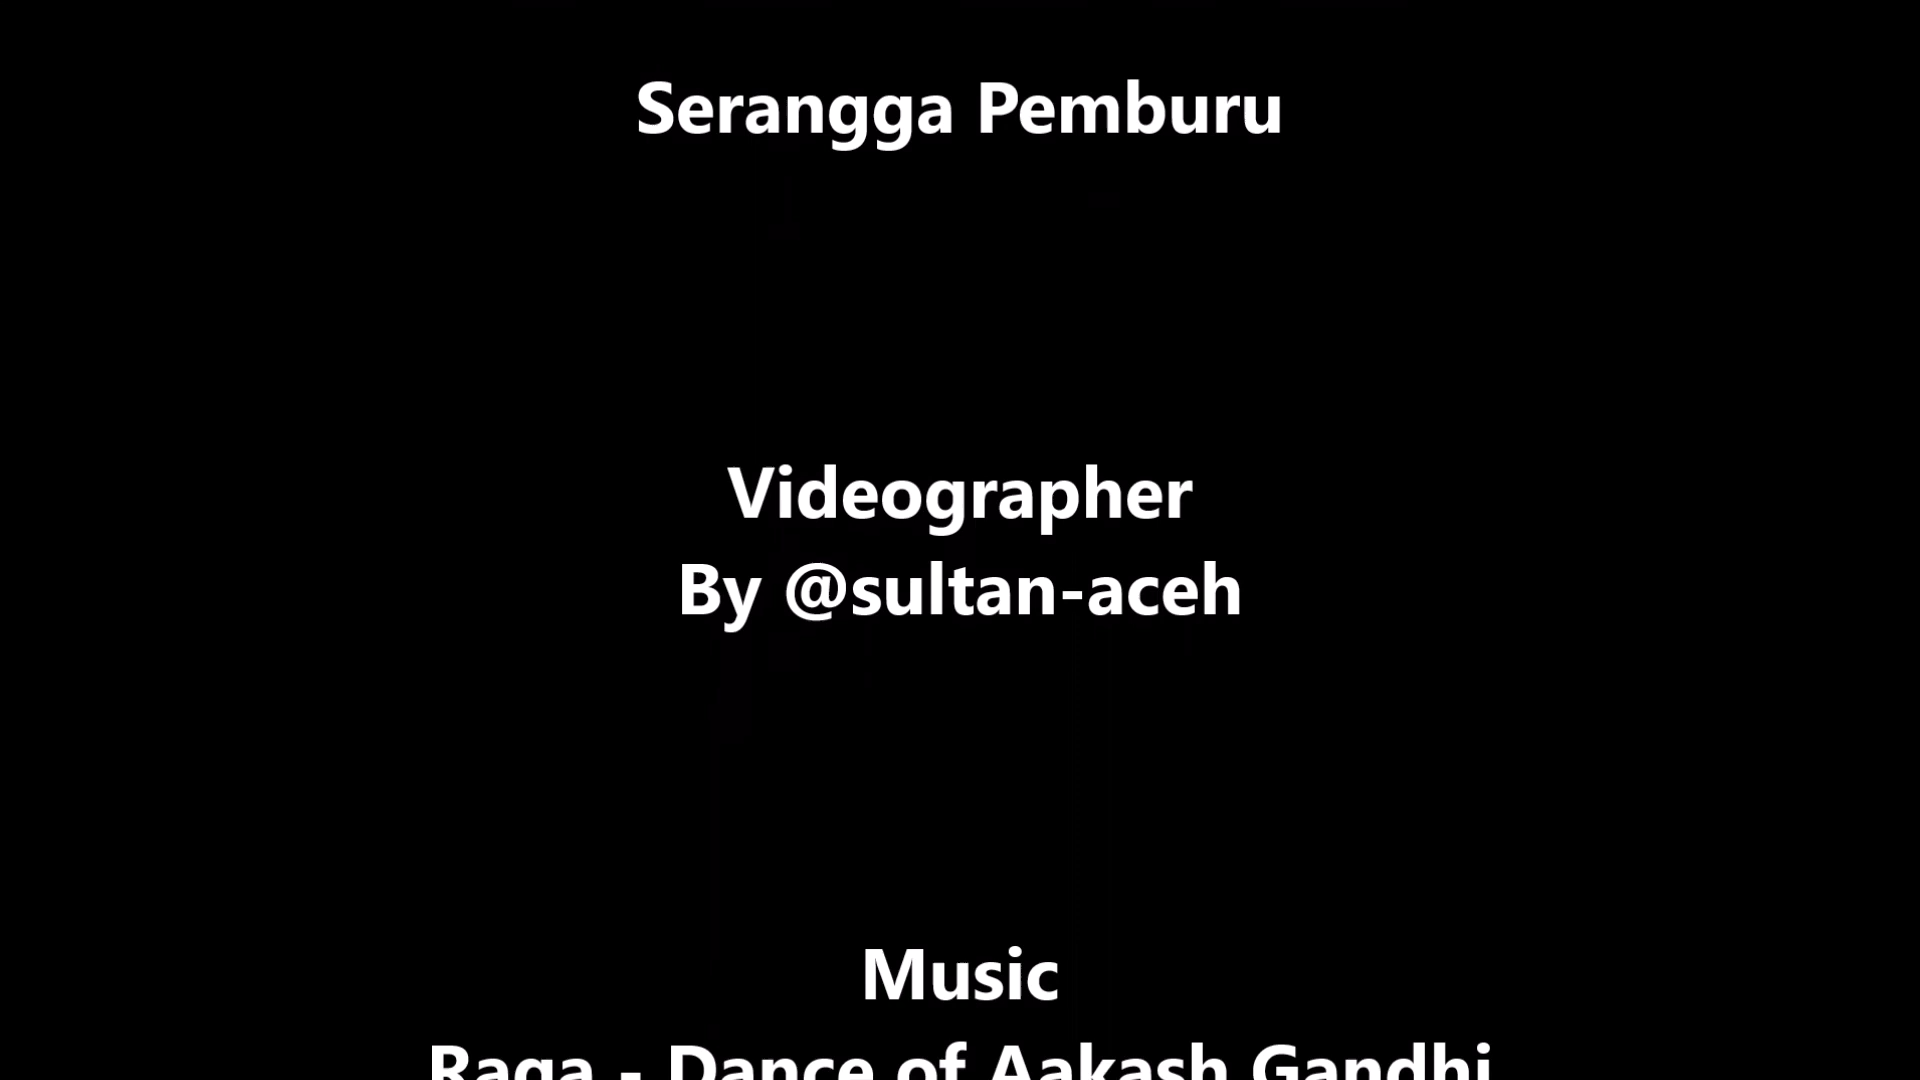 Serangga Pemburu
Videographer
By @sultan-aceh
Music
Raga - Dance of Aakash Gandhi